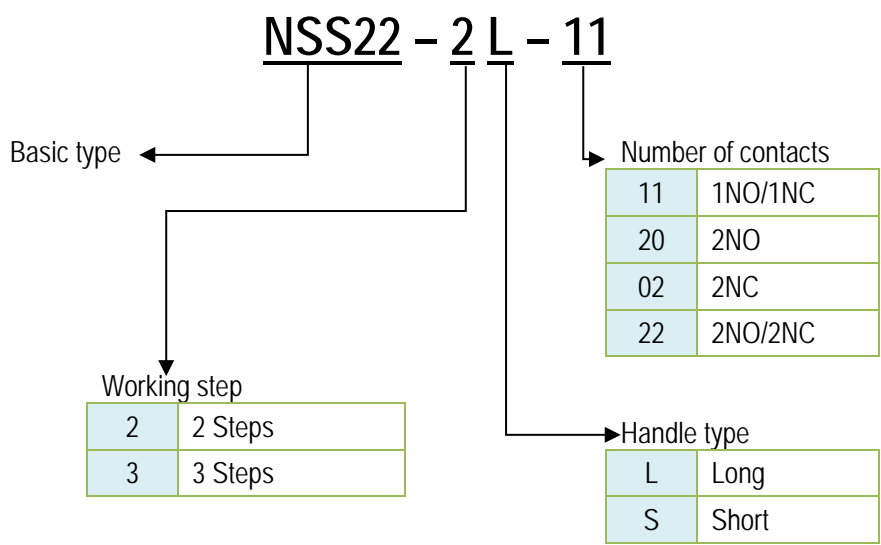 NSS22 – 2 L – 11
Basic type
Number of contacts
11 1NO/1NC
20 2NO
02 2NC
22 2NO/2NC
Working step
2 2 Steps
3 3 Steps
Handle type
L Long
S Short